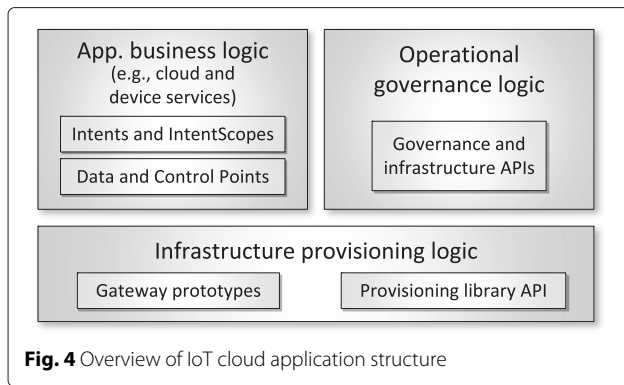 App. business logic
(e.g., cloud and
device services)
Intents and IntentScopes
Data and Control Points
Operational
governance logic
Governance and
infrastructure APIs
Infrastructure provisioning logic
Gateway prototypes
Provisioning library API
Fig. 4 Overview of IoT cloud application structure